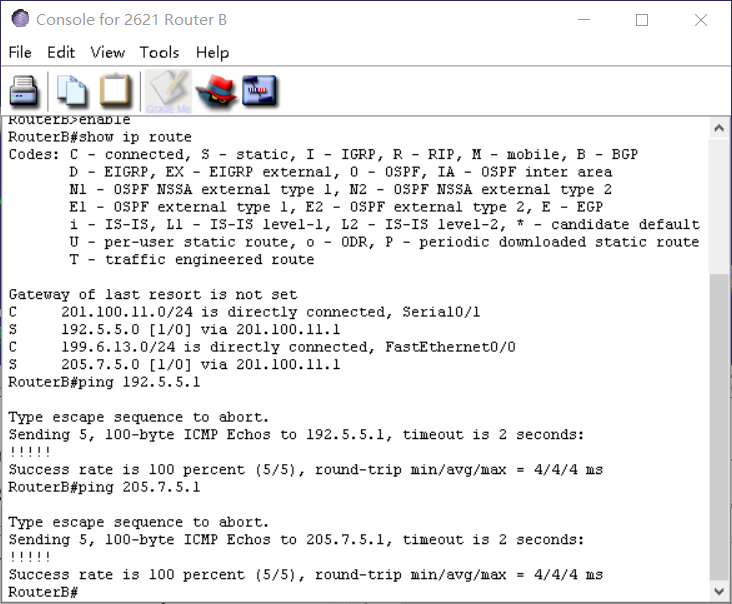 Console for 2621 Router B
File Edit View Tools Help
Grade Me
RouterB>enable
RouterB#show ip route
Codes: C - connected, S - static, I - IGRP, R - RIP, M - mobile, B - BGP
D - EIGRP, EX - EIGRP external, O - OSPF, IA - OSPF inter area
N1 - OSPF NSSA external type 1, N2 - OSPF NSSA external type 2
E1 - OSPF external type 1, E2 - OSPF external type 2, E - EGP
i - IS-IS, L1 - IS-IS level-1, L2 - IS-IS level-2, * - candidate default
U - per-user static route, o - ODR, P - periodic downloaded static route
T - traffic engineered route
Gateway of last resort is not set
C 201.100.11.0/24 is directly connected, Serial0/1
S 192.5.5.0 [1/0] via 201.100.11.1
C 199.6.13.0/24 is directly connected, FastEthernet0/0
S 205.7.5.0 [1/0] via 201.100.11.1
RouterB#ping 192.5.5.1
Type escape sequence to abort.
Sending 5, 100-byte ICMP Echos to 192.5.5.1, timeout is 2 seconds:
!!!!!
Success rate is 100 percent (5/5), round-trip min/avg/max = 4/4/4 ms
RouterB#ping 205.7.5.1
Type escape sequence to abort.
Sending 5, 100-byte ICMP Echos to 205.7.5.1, timeout is 2 seconds:
!!!!!
Success rate is 100 percent (5/5), round-trip min/avg/max = 4/4/4 ms
RouterB#